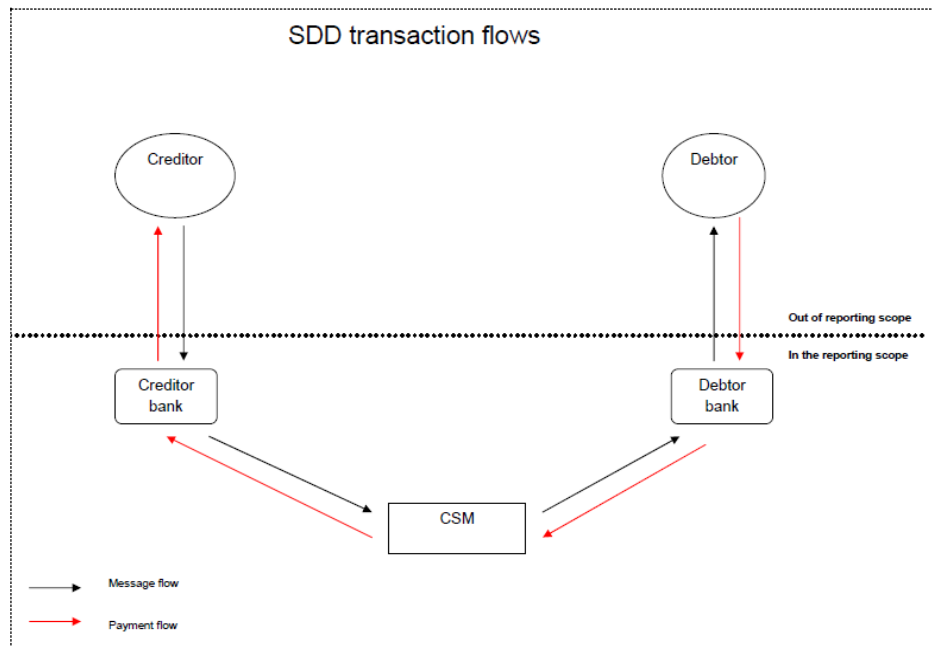 SDD transaction flows
Creditor
Debtor
Out of reporting scope
In the reporting scope
Creditor
bank
Debtor
bank
CSM
Message flow
Payment flow